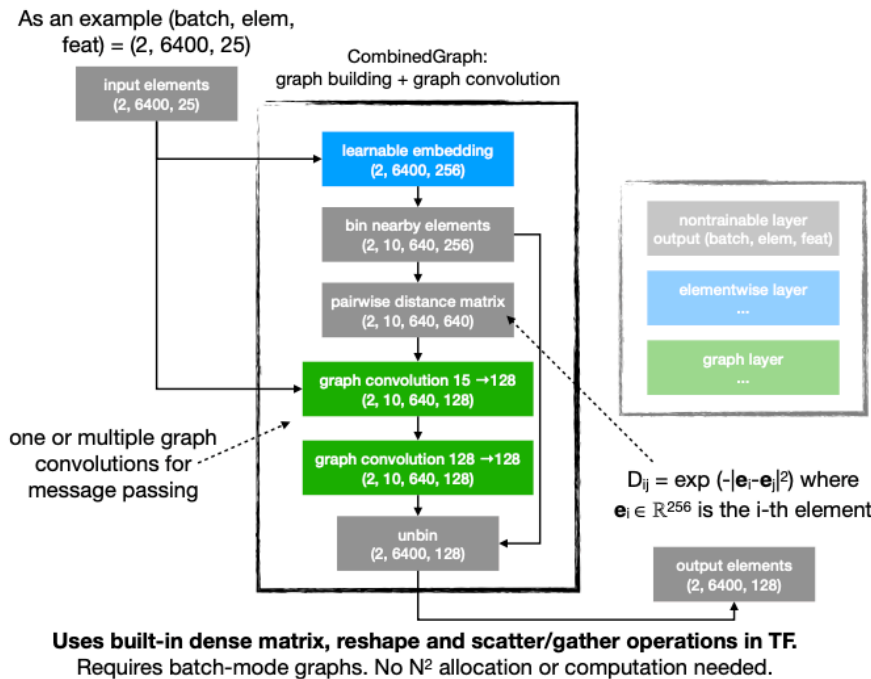 As an example (batch, elem,
feat) = (2, 6400, 25)
input elements
(2, 6400, 25)
CombinedGraph:
graph building + graph convolution
learnable embedding
(2, 6400, 256)
bin nearby elements
(2, 10, 640, 256)
pairwise distance matrix
(2, 10, 640, 640)
graph convolution 15 →128
(2, 10, 640, 128)
graph convolution 128 →128
(2, 10, 640, 128)
unbin
(2, 6400, 128)
one or multiple graph
convolutions for
message passing
nontrainable layer
output (batch, elem, feat)
elementwise layer
...
graph layer
...
Dᵢⱼ = exp (-|eᵢ-eⱼ|²) where
eᵢ ∈ ℝ²⁵⁶ is the i-th element
output elements
(2, 6400, 128)
Uses built-in dense matrix, reshape and scatter/gather operations in TF.
Requires batch-mode graphs. No N² allocation or computation needed.